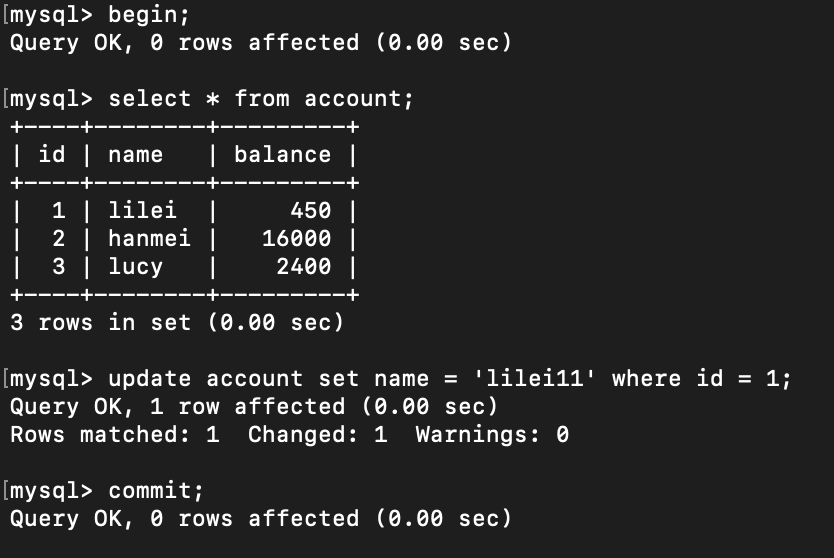 [mysql> begin;
Query OK, 0 rows affected (0.00 sec)

[mysql> select * from account;
+----+--------+---------+
| id | name   | balance |
+----+--------+---------+
|  1 | lilei  |     450 |
|  2 | hanmei |   16000 |
|  3 | lucy   |    2400 |
+----+--------+---------+
3 rows in set (0.00 sec)

[mysql> update account set name = 'lilei11' where id = 1;
Query OK, 1 row affected (0.00 sec)
Rows matched: 1  Changed: 1  Warnings: 0

[mysql> commit;
Query OK, 0 rows affected (0.00 sec)